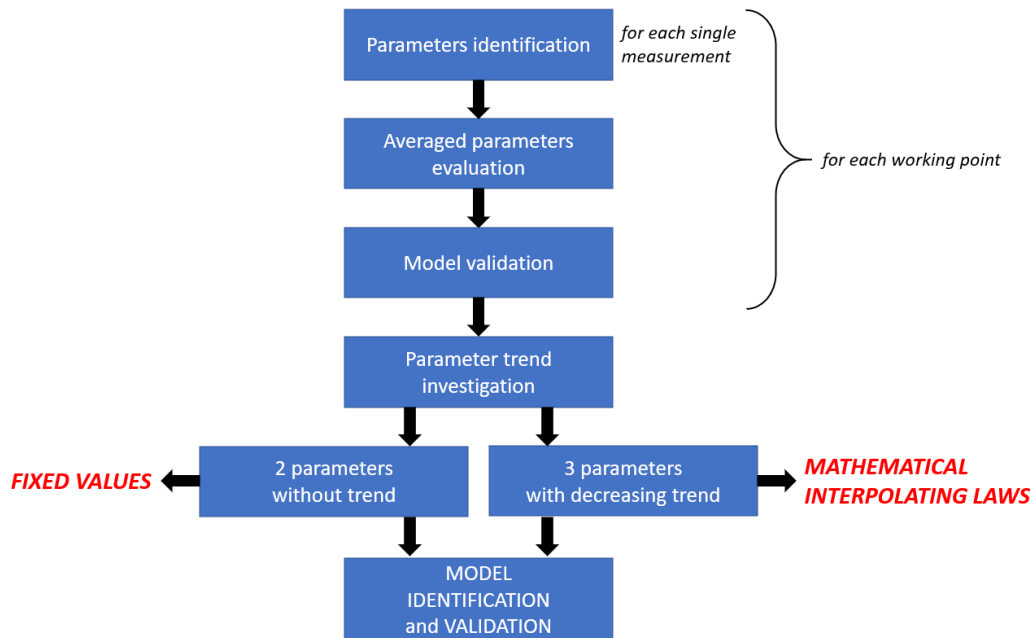 Parameters identification
for each single
measurement
Averaged parameters
evaluation
for each working point
Model validation
Parameter trend
investigation
FIXED VALUES
2 parameters
without trend
3 parameters
with decreasing trend
MATHEMATICAL
INTERPOLATING LAWS
MODEL
IDENTIFICATION
and VALIDATION